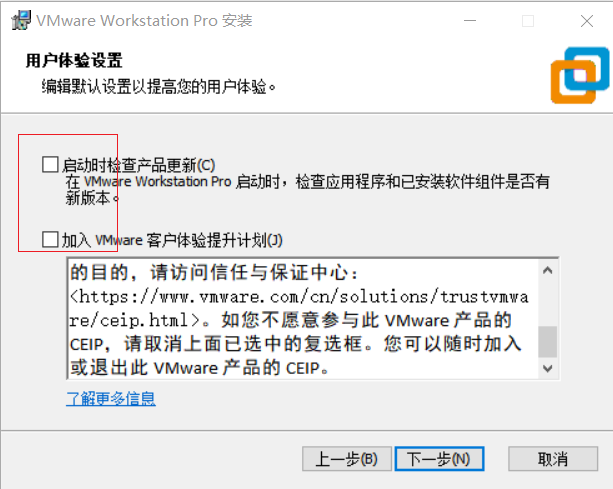 VMware Workstation Pro 安装
用户体验设置
编辑默认设置以提高您的用户体验。
启动时检查产品更新(C)
在 VMware Workstation Pro 启动时，检查应用程序和已安装软件组件是否有
新版本。
加入 VMware 客户体验提升计划(J)
的目的，请访问信任与保证中心：
<https://www.vmware.com/cn/solutions/trustvmwa
re/ceip.html>。如您不愿意参与此 VMware 产品的
CEIP，请取消上面已选中的复选框。您可以随时加入
或退出此 VMware 产品的 CEIP。
了解更多信息
上一步(B) 下一步(N) 取消